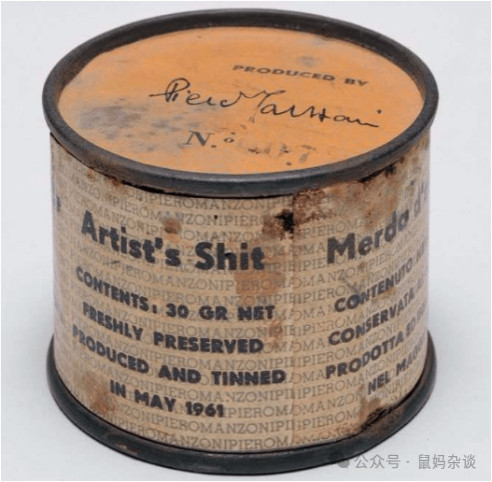 PRODUCED BY
Piero Manzoni
N.º
Artist's Shit
CONTENTS: 30 GR NET
FRESHLY PRESERVED
PRODUCED AND TINNED
IN MAY 1961
Merda
CONTENUTO
CONSERVATA
PRODOTTA ED
NEL
公众号 · 鼠妈杂谈